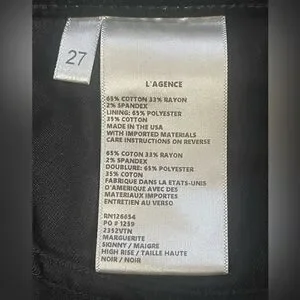 27
L'AGENCE
65% COTTON 33% RAYON
2% SPANDEX
LINING: 65% POLYESTER
35% COTTON
MADE IN THE USA
WITH IMPORTED MATERIALS
CARE INSTRUCTIONS ON REVERSE
65% COTTON 33% RAYON
2% SPANDEX
DOUBLURE: 65% POLYESTER
35% COTON
FABRIQUE DANS LA ETATS-UNIS
D'AMERIQUE AVEC DES
MATERIAUX IMPORTES
ENTRETIEN AU VERSO
RN126654
PO # 1259
2352VTN
MARGUERITE
SKINNY / MAIGRE
HIGH RISE / TAILLE HAUTE
NOIR / NOIR